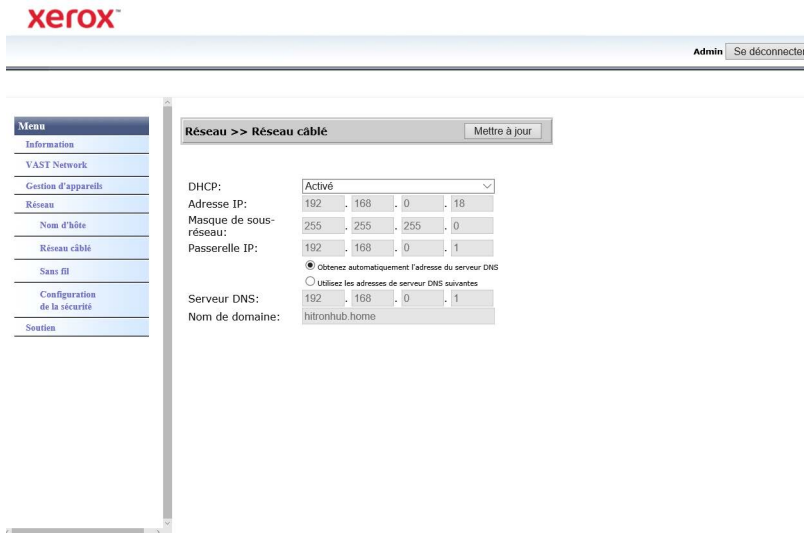 xerox™
Admin Se déconnecter
Menu
Information
VAST Network
Gestion d'appareils
Réseau
Nom d'hôte
Réseau câblé
Sans fil
Configuration
de la sécurité
Soutien
Réseau >> Réseau câblé Mettre à jour
DHCP: Activé
Adresse IP: 192 . 168 . 0 . 18
Masque de sous-
réseau: 255 . 255 . 255 . 0
Passerelle IP: 192 . 168 . 0 . 1
Obtenez automatiquement l'adresse du serveur DNS
Utilisez les adresses de serveur DNS suivantes
Serveur DNS: 192 . 168 . 0 . 1
Nom de domaine: hitronhub.home